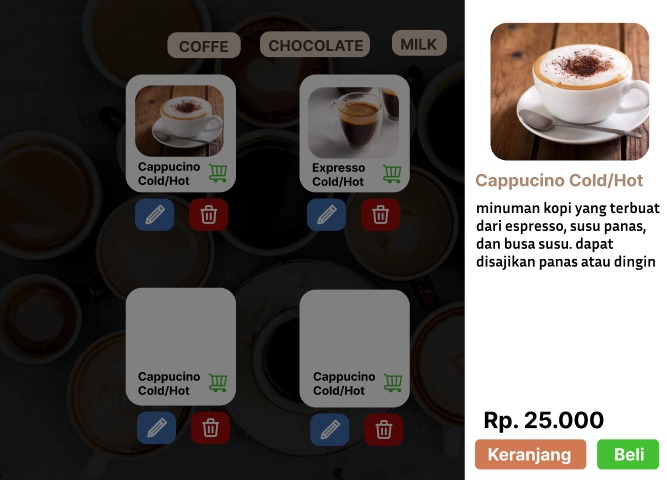 COFFE
CHOCOLATE
MILK
Cappucino
Cold/Hot
Expresso
Cold/Hot
Cappucino
Cold/Hot
Cappucino
Cold/Hot
Cappucino Cold/Hot
minuman kopi yang terbuat
dari espresso, susu panas,
dan busa susu. dapat
disajikan panas atau dingin
Rp. 25.000
Keranjang
Beli